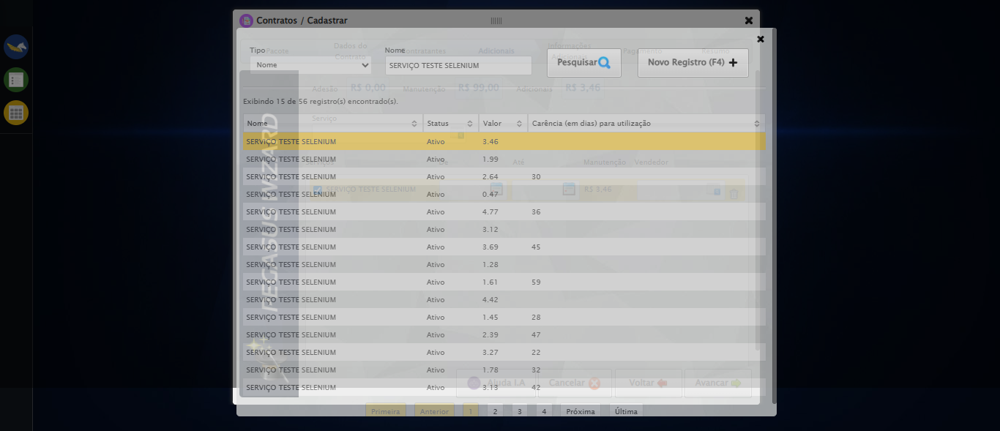 Contratos / Cadastrar
Pacote Dados do Contrato Contratantes Adicionais Informações Adicionais Pagamento Resumo
Tipo Nome
Nome SERVIÇO TESTE SELENIUM Pesquisar Novo Registro (F4)
Adesão R$ 0,00 Manutenção R$ 99,00 Adicionais R$ 3,46
Exibindo 15 de 56 registro(s) encontrado(s).
Serviço
Nome Status Valor Carência (em dias) para utilização
SERVIÇO TESTE SELENIUM Ativo 3.46
SERVIÇO TESTE SELENIUM Ativo 1.99
Serviços De Até Manutenção Vendedor
SERVIÇO TESTE SELENIUM Ativo 2.64 30
SERVIÇO TESTE SELENIUM R$ 3,46
SERVIÇO TESTE SELENIUM Ativo 0.47
SERVIÇO TESTE SELENIUM Ativo 4.77 36
SERVIÇO TESTE SELENIUM Ativo 3.12
SERVIÇO TESTE SELENIUM Ativo 3.69 45
SERVIÇO TESTE SELENIUM Ativo 1.28
SERVIÇO TESTE SELENIUM Ativo 1.61 59
SERVIÇO TESTE SELENIUM Ativo 4.42
SERVIÇO TESTE SELENIUM Ativo 1.45 28
SERVIÇO TESTE SELENIUM Ativo 2.39 47
SERVIÇO TESTE SELENIUM Ativo 3.27 22
SERVIÇO TESTE SELENIUM Ativo 1.78 32
SERVIÇO TESTE SELENIUM Ativo 3.13 42
PEGASUS WIZARD
Ajuda I.A Cancelar Voltar Avancar
Primeira Anterior 1 2 3 4 Próxima Última